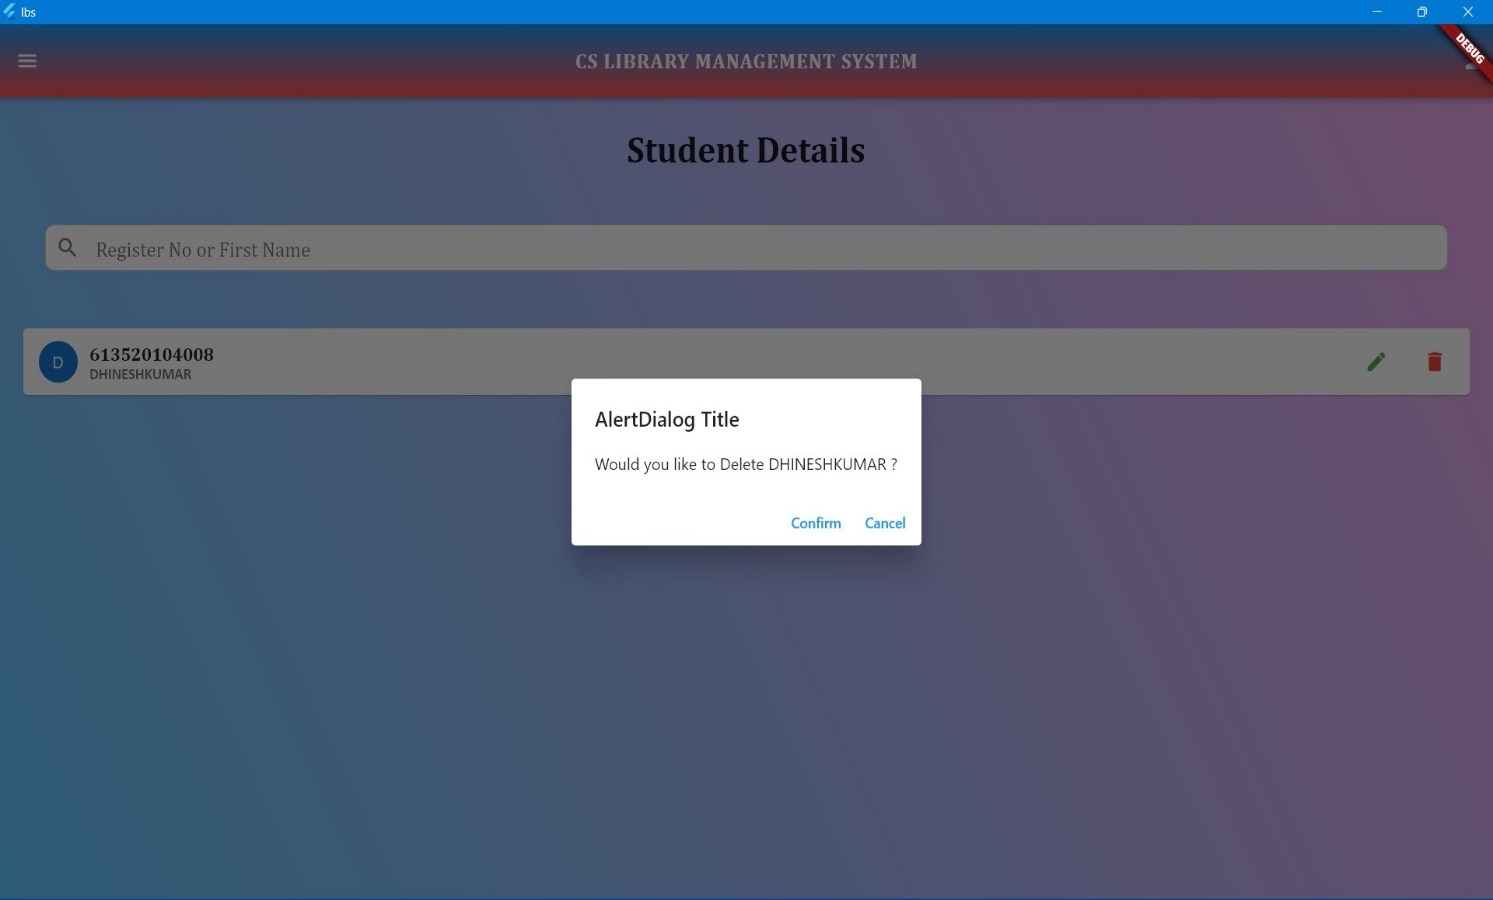 lbs
DEBUG
CS LIBRARY MANAGEMENT SYSTEM
Student Details
Register No or First Name
D
613520104008
DHINESHKUMAR
AlertDialog Title
Would you like to Delete DHINESHKUMAR ?
Confirm Cancel